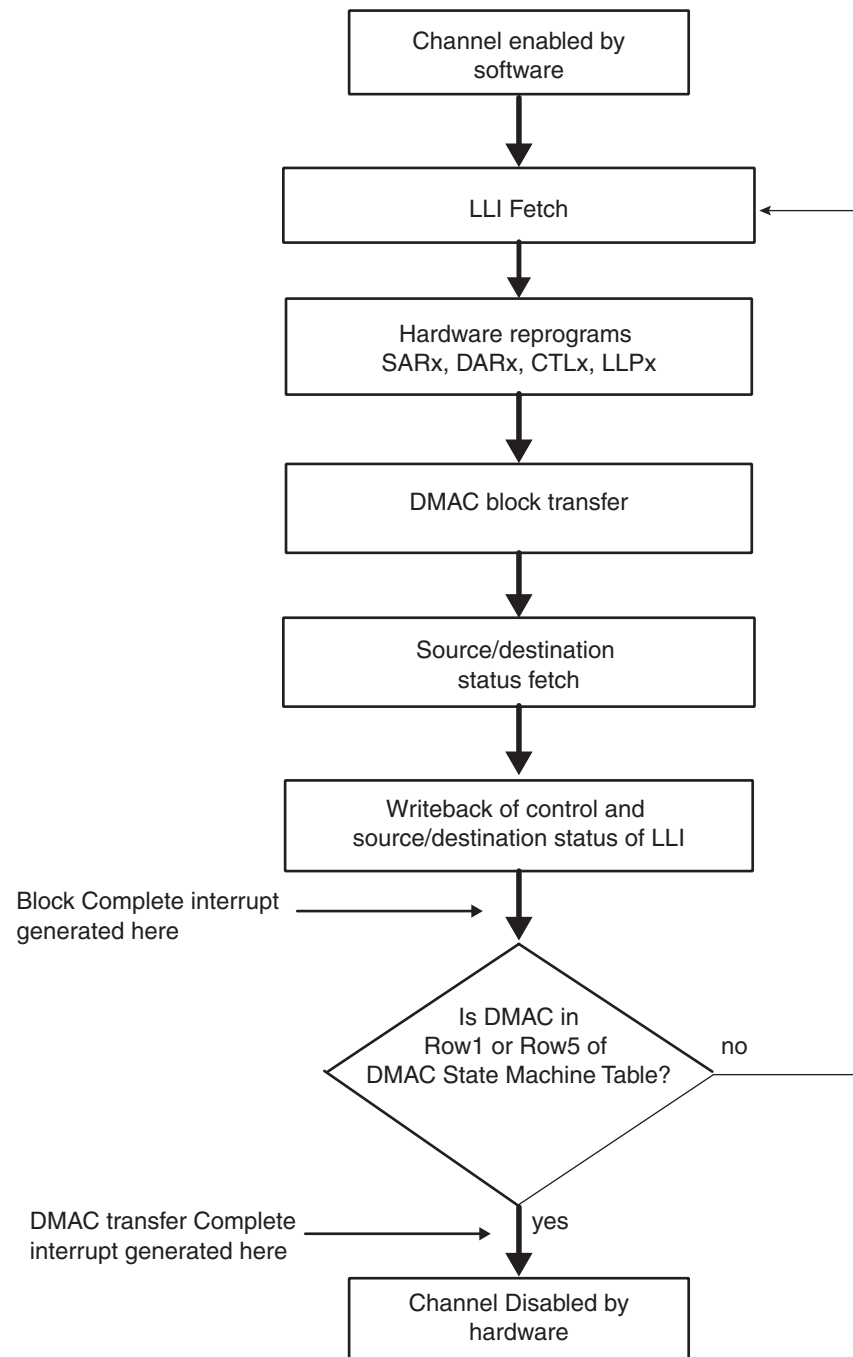 Channel enabled by
software
LLI Fetch
Hardware reprograms
SARx, DARx, CTLx, LLPx
DMAC block transfer
Source/destination
status fetch
Writeback of control and
source/destination status of LLI
Block Complete interrupt
generated here
Is DMAC in
Row1 or Row5 of
DMAC State Machine Table?
no
DMAC transfer Complete
interrupt generated here
yes
Channel Disabled by
hardware